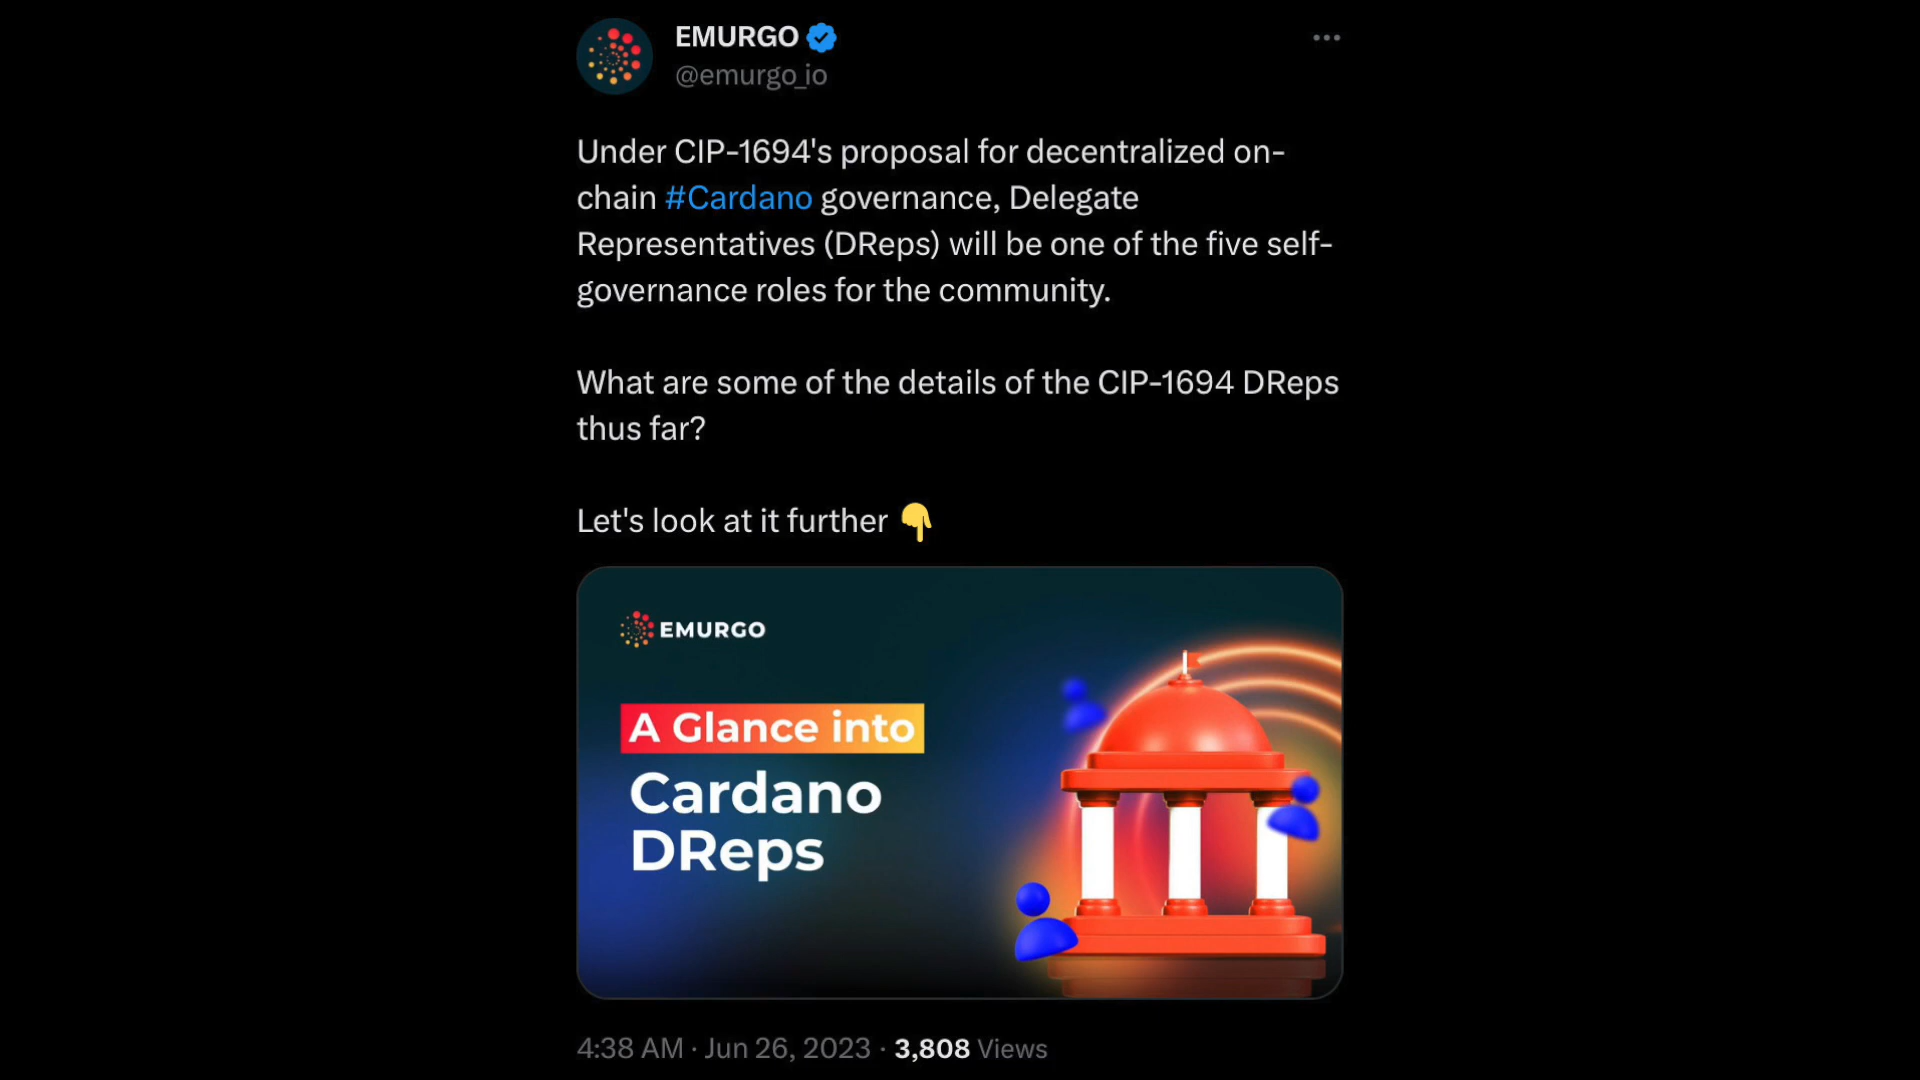 EMURGO
@emurgo_io
Under CIP-1694's proposal for decentralized on-
chain #Cardano governance, Delegate
Representatives (DReps) will be one of the five self-
governance roles for the community.
What are some of the details of the CIP-1694 DReps
thus far?
Let's look at it further 👇
EMURGO
A Glance into
Cardano
DReps
4:38 AM · Jun 26, 2023 · 3,808 Views